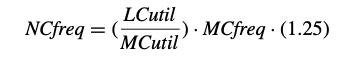 NCfreq = (LCutil / MCutil) · MCfreq · (1.25)